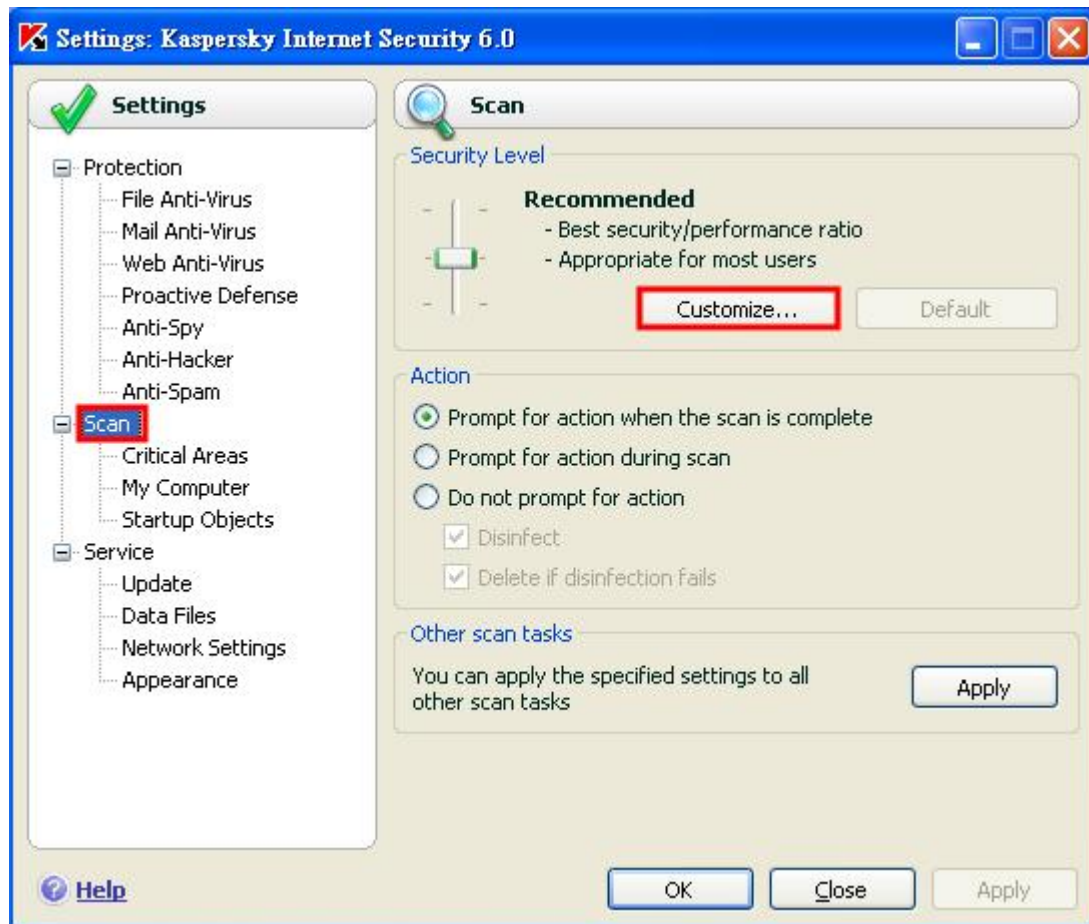 Settings: Kaspersky Internet Security 6.0
Settings
Protection
File Anti-Virus
Mail Anti-Virus
Web Anti-Virus
Proactive Defense
Anti-Spy
Anti-Hacker
Anti-Spam
Scan
Critical Areas
My Computer
Startup Objects
Service
Update
Data Files
Network Settings
Appearance
Scan
Security Level
Recommended
- Best security/performance ratio
- Appropriate for most users
Customize...
Default
Action
Prompt for action when the scan is complete
Prompt for action during scan
Do not prompt for action
Disinfect
Delete if disinfection fails
Other scan tasks
You can apply the specified settings to all
other scan tasks
Apply
Help
OK
Close
Apply